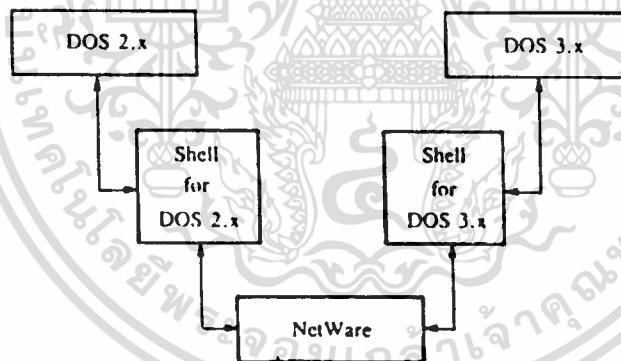 DOS 2.x
DOS 3.x
Shell
for
DOS 2.x
Shell
for
DOS 3.x
NetWare